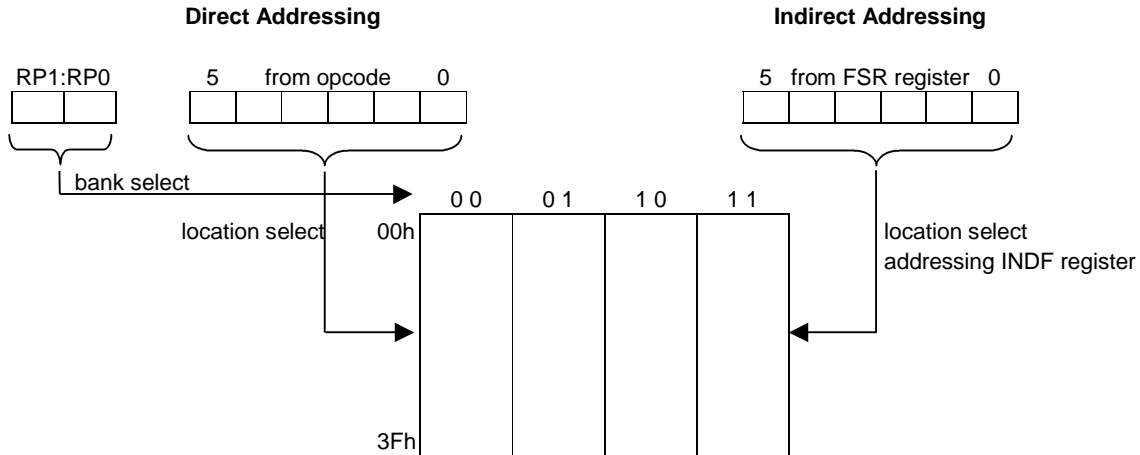 Direct Addressing
Indirect Addressing
RP1:RP0
5 from opcode 0
5 from FSR register 0
bank select
0 0 0 1 1 0 1 1
location select 00h
location select
addressing INDF register
3Fh